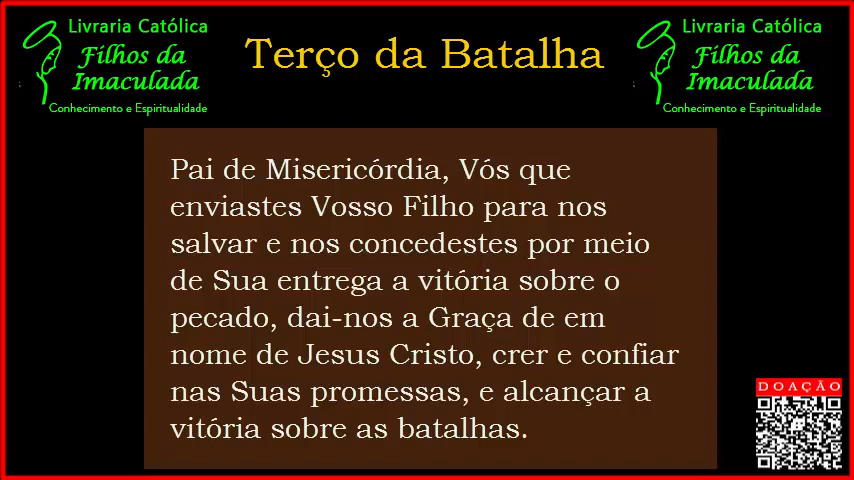 Livraria Católica
Filhos da
Imaculada
Conhecimento e Espiritualidade
Terço da Batalha
Livraria Católica
Filhos da
Imaculada
Conhecimento e Espiritualidade
Pai de Misericórdia, Vós que
enviastes Vosso Filho para nos
salvar e nos concedestes por meio
de Sua entrega a vitória sobre o
pecado, dai-nos a Graça de em
nome de Jesus Cristo, crer e confiar
nas Suas promessas, e alcançar a
vitória sobre as batalhas.
DOAÇÃO